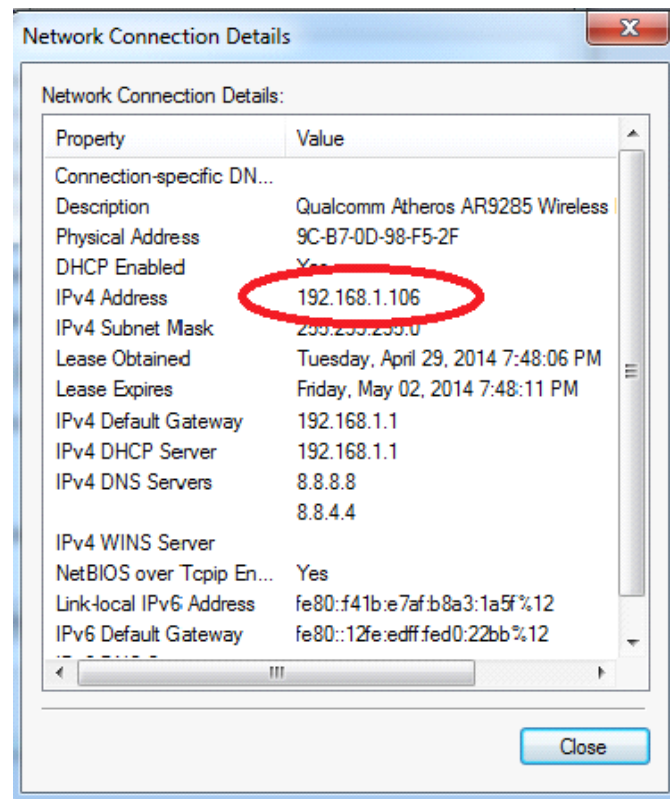 Network Connection Details
Network Connection Details:
Property Value
Connection-specific DN...
Description Qualcomm Atheros AR9285 Wireless
Physical Address 9C-B7-0D-98-F5-2F
DHCP Enabled Yes
IPv4 Address 192.168.1.106
IPv4 Subnet Mask 255.255.255.0
Lease Obtained Tuesday, April 29, 2014 7:48:06 PM
Lease Expires Friday, May 02, 2014 7:48:11 PM
IPv4 Default Gateway 192.168.1.1
IPv4 DHCP Server 192.168.1.1
IPv4 DNS Servers 8.8.8.8
8.8.4.4
IPv4 WINS Server
NetBIOS over Tcpip En... Yes
Link-local IPv6 Address fe80::f41b:e7af:b8a3:1a5f%12
IPv6 Default Gateway fe80::12fe:edff:fed0:22bb%12
Close